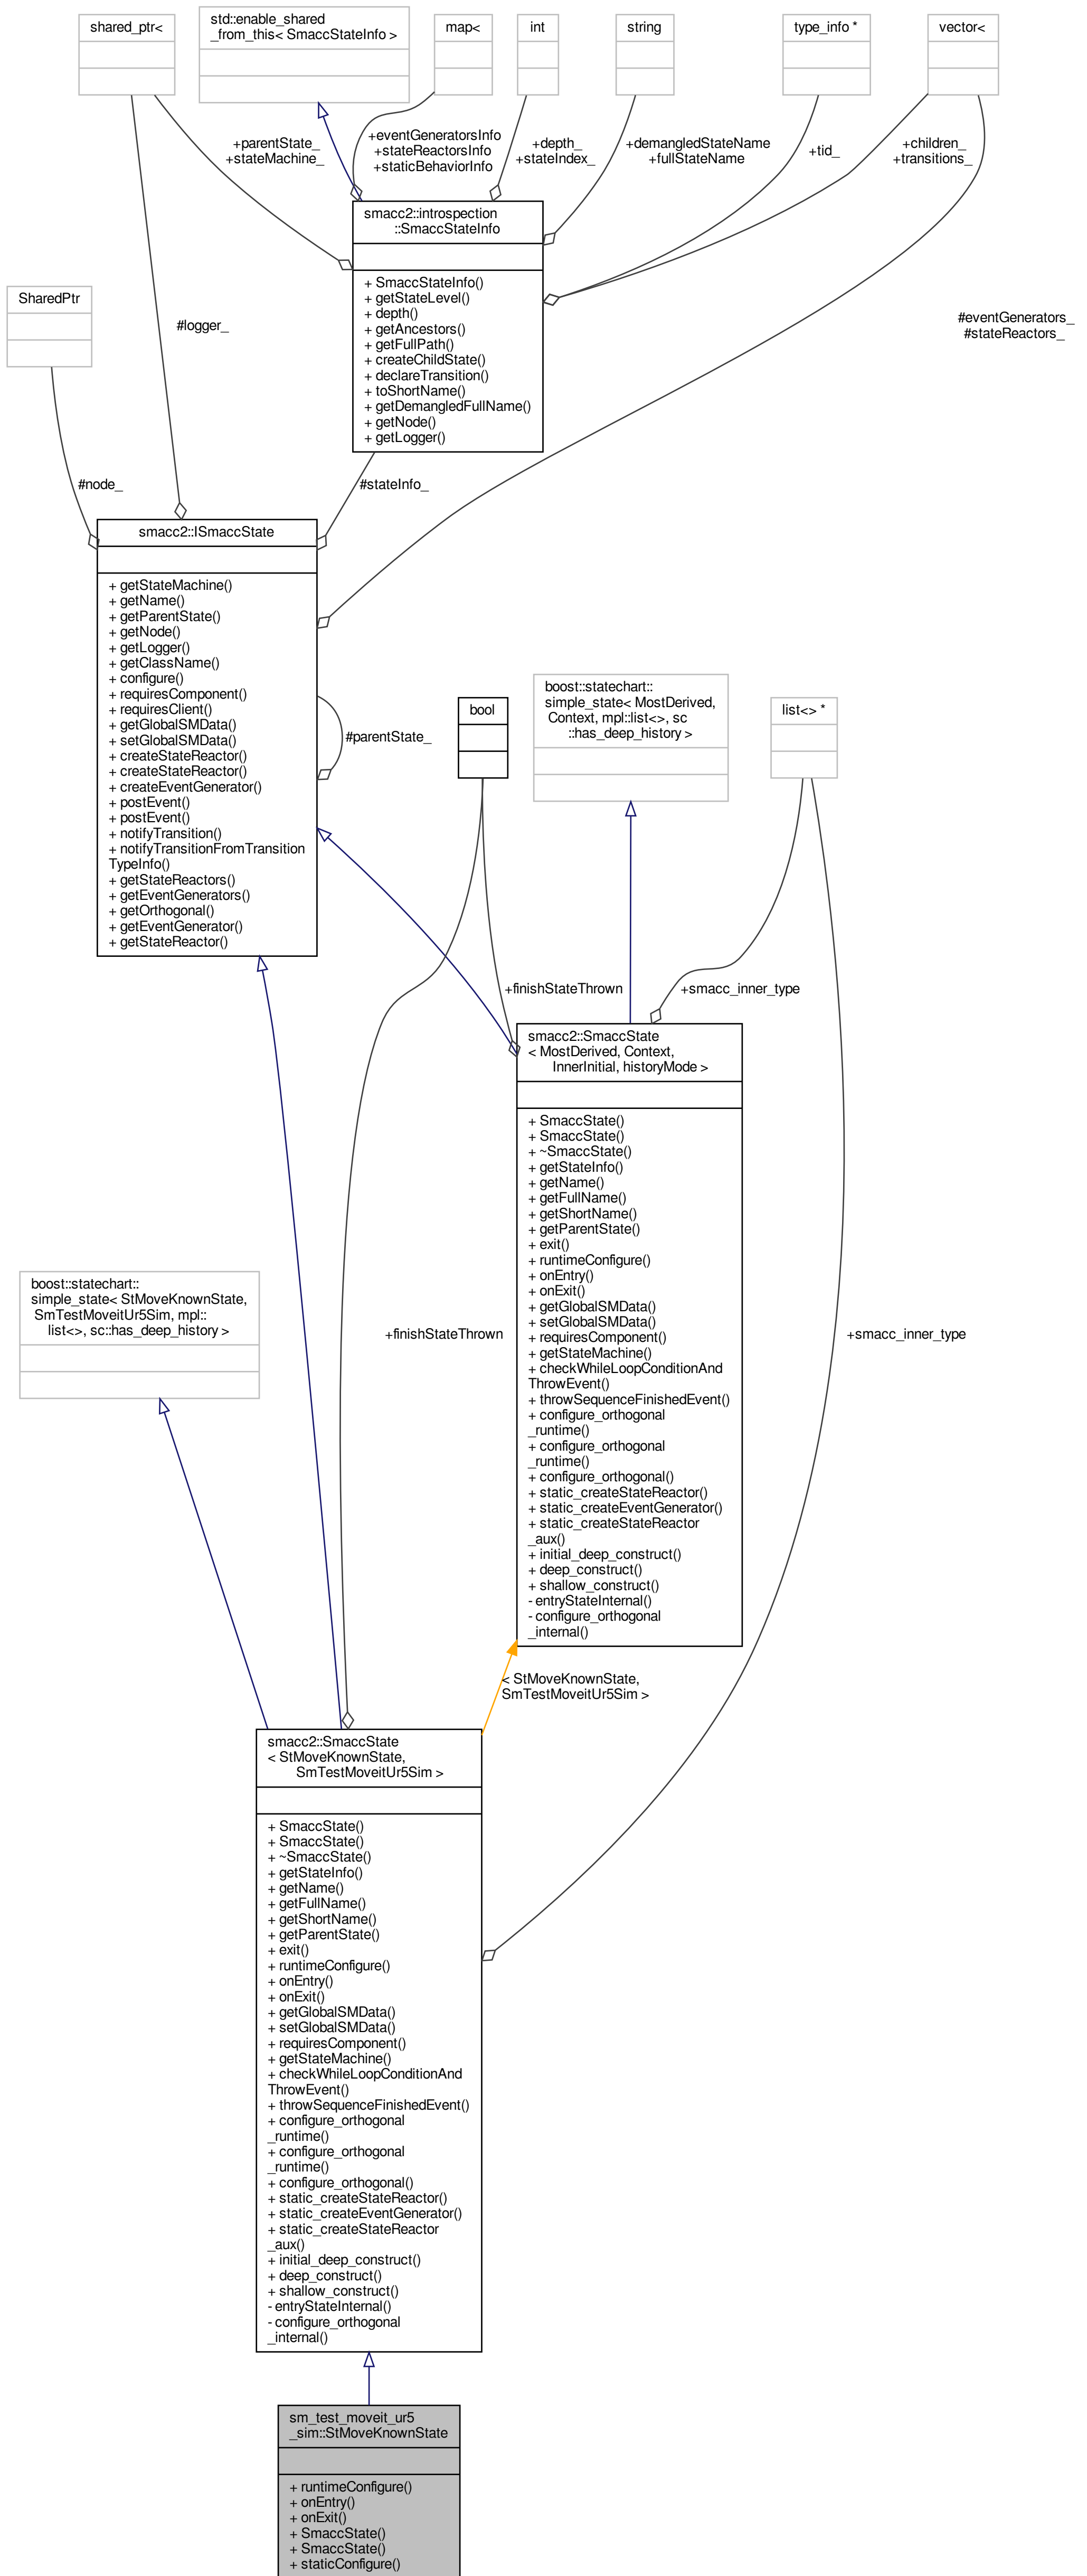 shared_ptr<
std::enable_shared
_from_this< SmaccStateInfo >
map<
int
string
type_info *
vector<
+parentState_
+stateMachine_
+eventGeneratorsInfo
+stateReactorsInfo
+staticBehaviorInfo
+depth_
+stateIndex_
+demangledStateName
+fullStateName
+tid_
+children_
+transitions_
smacc2::introspection
::SmaccStateInfo
+ SmaccStateInfo()
+ getStateLevel()
+ depth()
+ getAncestors()
+ getFullPath()
+ createChildState()
+ declareTransition()
+ toShortName()
+ getDemangledFullName()
+ getNode()
+ getLogger()
SharedPtr
#logger_
#eventGenerators_
#stateReactors_
#node_
#stateInfo_
smacc2::ISmaccState
+ getStateMachine()
+ getName()
+ getParentState()
+ getNode()
+ getLogger()
+ getClassName()
+ configure()
+ requiresComponent()
+ requiresClient()
+ getGlobalSMData()
+ setGlobalSMData()
+ createStateReactor()
+ createStateReactor()
+ createEventGenerator()
+ postEvent()
+ postEvent()
+ notifyTransition()
+ notifyTransitionFromTransition
TypeInfo()
+ getStateReactors()
+ getEventGenerators()
+ getOrthogonal()
+ getEventGenerator()
+ getStateReactor()
#parentState_
bool
boost::statechart::
simple_state< MostDerived,
Context, mpl::list<>, sc
::has_deep_history >
list<> *
+finishStateThrown
+smacc_inner_type
smacc2::SmaccState
< MostDerived, Context,
InnerInitial, historyMode >
+ SmaccState()
+ SmaccState()
+ ~SmaccState()
+ getStateInfo()
+ getName()
+ getFullName()
+ getShortName()
+ getParentState()
+ exit()
+ runtimeConfigure()
+ onEntry()
+ onExit()
+ getGlobalSMData()
+ setGlobalSMData()
+ requiresComponent()
+ getStateMachine()
+ checkWhileLoopConditionAnd
ThrowEvent()
+ throwSequenceFinishedEvent()
+ configure_orthogonal
_runtime()
+ configure_orthogonal
_runtime()
+ configure_orthogonal()
+ static_createStateReactor()
+ static_createEventGenerator()
+ static_createStateReactor
_aux()
+ initial_deep_construct()
+ deep_construct()
+ shallow_construct()
- entryStateInternal()
- configure_orthogonal
_internal()
boost::statechart::
simple_state< StMoveKnownState,
SmTestMoveitUr5Sim, mpl::
list<>, sc::has_deep_history >
+finishStateThrown
+smacc_inner_type
< StMoveKnownState,
SmTestMoveitUr5Sim >
smacc2::SmaccState
< StMoveKnownState,
SmTestMoveitUr5Sim >
+ SmaccState()
+ SmaccState()
+ ~SmaccState()
+ getStateInfo()
+ getName()
+ getFullName()
+ getShortName()
+ getParentState()
+ exit()
+ runtimeConfigure()
+ onEntry()
+ onExit()
+ getGlobalSMData()
+ setGlobalSMData()
+ requiresComponent()
+ getStateMachine()
+ checkWhileLoopConditionAnd
ThrowEvent()
+ throwSequenceFinishedEvent()
+ configure_orthogonal
_runtime()
+ configure_orthogonal
_runtime()
+ configure_orthogonal()
+ static_createStateReactor()
+ static_createEventGenerator()
+ static_createStateReactor
_aux()
+ initial_deep_construct()
+ deep_construct()
+ shallow_construct()
- entryStateInternal()
- configure_orthogonal
_internal()
sm_test_moveit_ur5
_sim::StMoveKnownState
+ runtimeConfigure()
+ onEntry()
+ onExit()
+ SmaccState()
+ SmaccState()
+ staticConfigure()